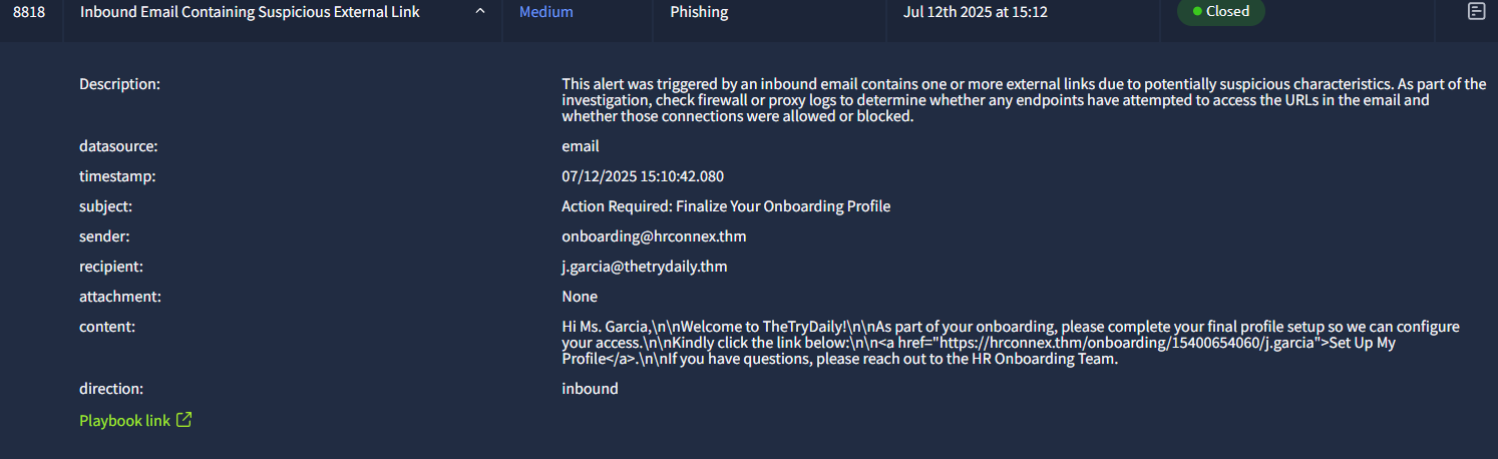 8818 Inbound Email Containing Suspicious External Link Medium Phishing Jul 12th 2025 at 15:12 Closed
Description: This alert was triggered by an inbound email contains one or more external links due to potentially suspicious characteristics. As part of the
investigation, check firewall or proxy logs to determine whether any endpoints have attempted to access the URLs in the email and
whether those connections were allowed or blocked.
datasource: email
timestamp: 07/12/2025 15:10:42.080
subject: Action Required: Finalize Your Onboarding Profile
sender: onboarding@hrconnex.thm
recipient: j.garcia@thetrydaily.thm
attachment: None
content: Hi Ms. Garcia,\n\nWelcome to TheTryDaily!\n\nAs part of your onboarding, please complete your final profile setup so we can configure
your access.\n\nKindly click the link below:\n\n<a href="https://hrconnex.thm/onboarding/15400654060/j.garcia">Set Up My
Profile</a>.\n\nIf you have questions, please reach out to the HR Onboarding Team.
direction: inbound
Playbook link